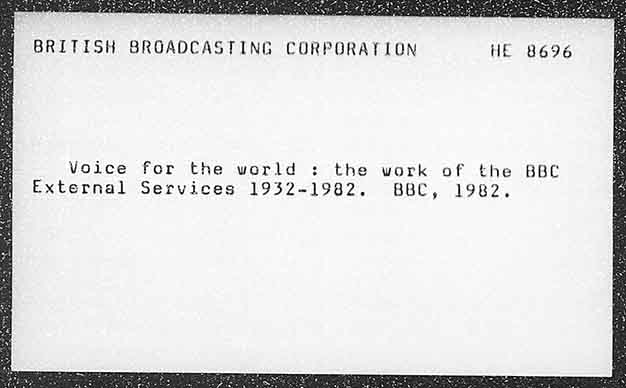 BRITISH BROADCASTING CORPORATION HE 8696
Voice for the world : the work of the BBC
External Services 1932-1982. BBC, 1982.